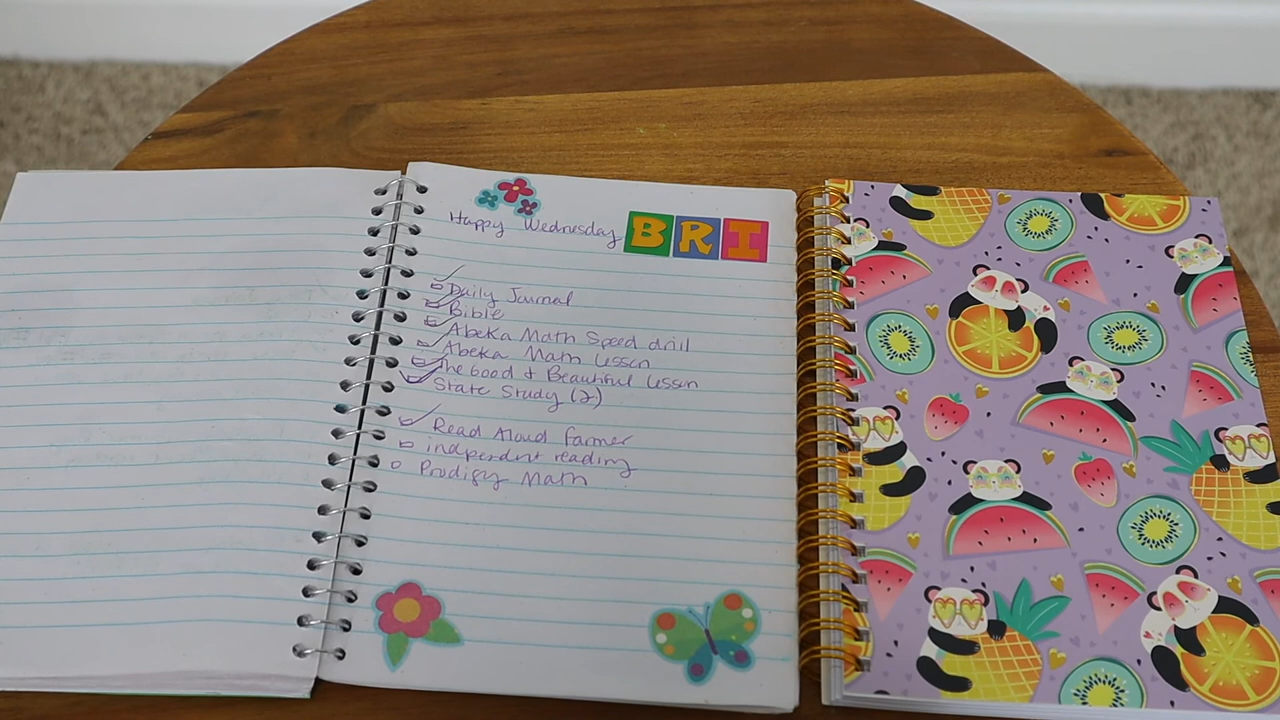 Happy Wednesday BRI
Daily Journal
Bible
Abeka Math Speed drill
Abeka Math Lesson
The Good + Beautiful Lesson
State Study (2)
Read Aloud Farmer
independent reading
Prodigy Math